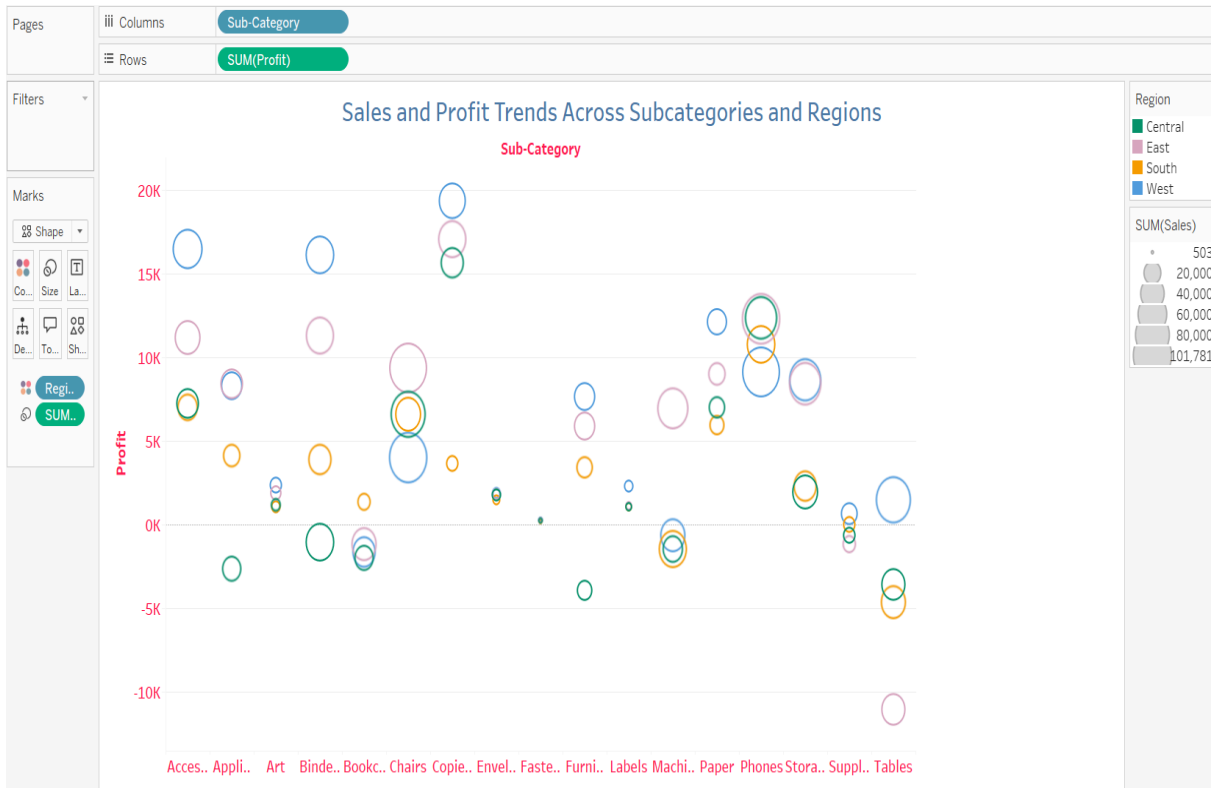 Pages
Columns
Sub-Category
Rows
SUM(Profit)
Filters
Marks
Shape
Co...
Size
La...
De...
To...
Sh...
Regi..
SUM..
Sales and Profit Trends Across Subcategories and Regions
Sub-Category
Profit
20K
15K
10K
5K
0K
-5K
-10K
Acces.. Appli.. Art Binde.. Bookc.. Chairs Copie.. Envel.. Faste.. Furni.. Labels Machi.. Paper Phones Stora.. Suppl.. Tables
Region
Central
East
South
West
SUM(Sales)
503
20,000
40,000
60,000
80,000
101,781